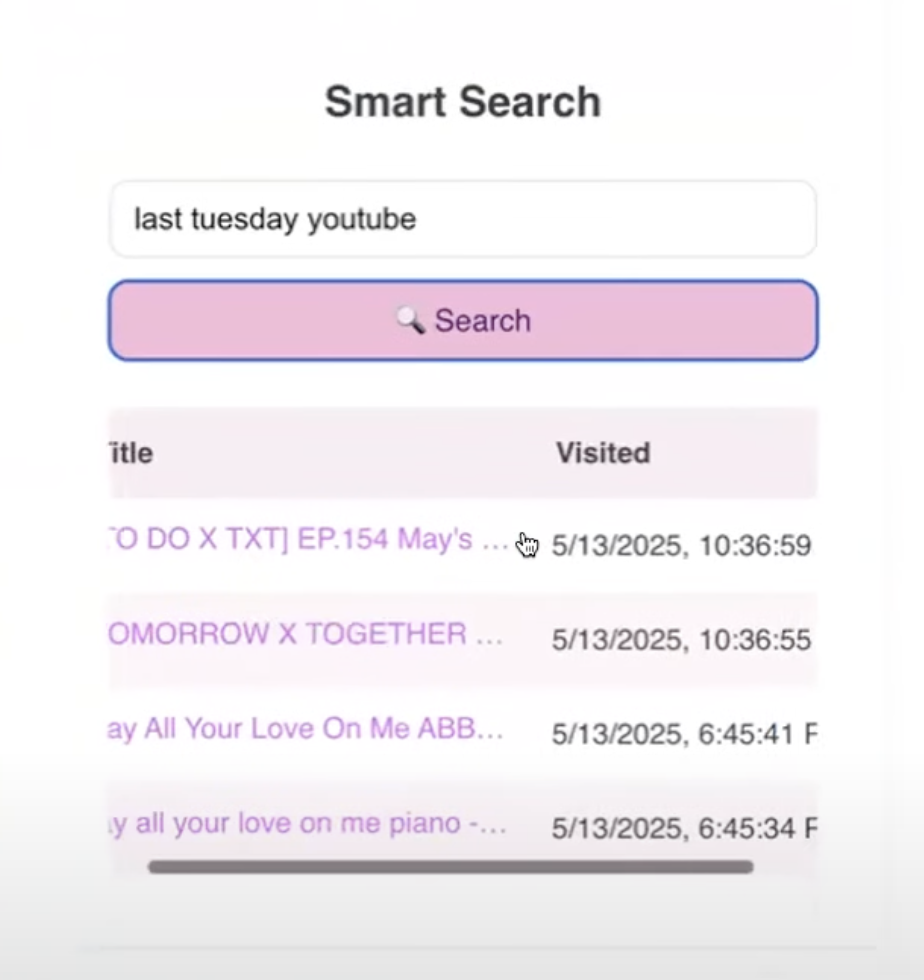 Smart Search
last tuesday youtube
🔍 Search
itle Visited
O DO X TXT] EP.154 May's ... 5/13/2025, 10:36:59
OMORROW X TOGETHER ... 5/13/2025, 10:36:55
ay All Your Love On Me ABB... 5/13/2025, 6:45:41
y all your love on me piano -... 5/13/2025, 6:45:34